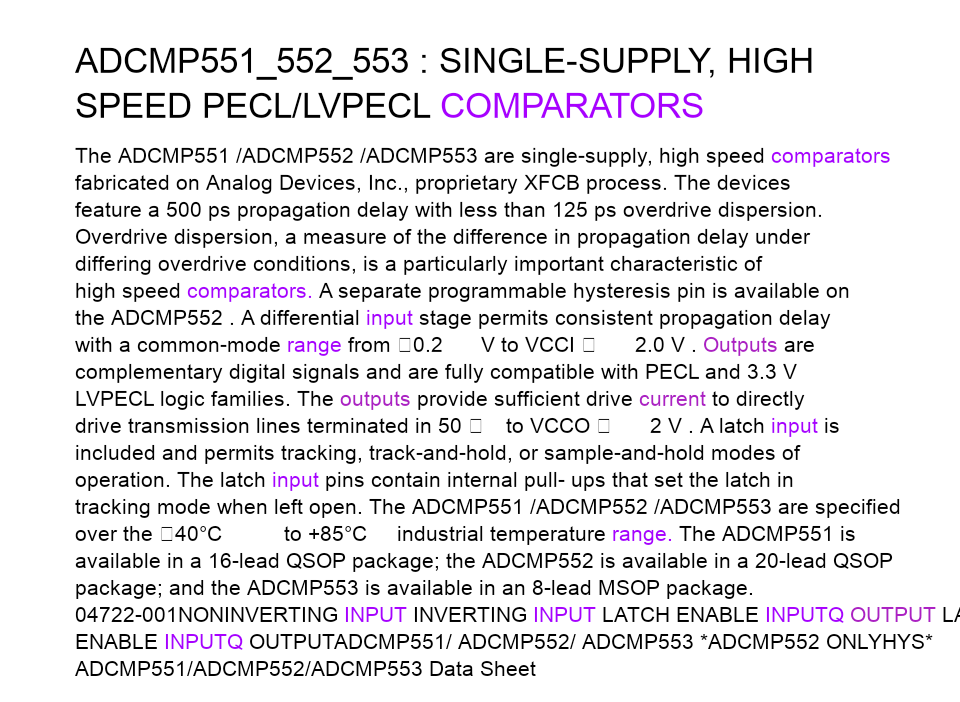 ADCMP551_552_553 : SINGLE-SUPPLY, HIGH
SPEED PECL/LVPECL COMPARATORS
The ADCMP551 /ADCMP552 /ADCMP553 are single-supply, high speed comparators
fabricated on Analog Devices, Inc., proprietary XFCB process. The devices
feature a 500 ps propagation delay with less than 125 ps overdrive dispersion.
Overdrive dispersion, a measure of the difference in propagation delay under
differing overdrive conditions, is a particularly important characteristic of
high speed comparators. A separate programmable hysteresis pin is available on
the ADCMP552 . A differential input stage permits consistent propagation delay
with a common-mode range from □0.2 V to VCCI □ 2.0 V . Outputs are
complementary digital signals and are fully compatible with PECL and 3.3 V
LVPECL logic families. The outputs provide sufficient drive current to directly
drive transmission lines terminated in 50 □ to VCCO □ 2 V . A latch input is
included and permits tracking, track-and-hold, or sample-and-hold modes of
operation. The latch input pins contain internal pull- ups that set the latch in
tracking mode when left open. The ADCMP551 /ADCMP552 /ADCMP553 are specified
over the □40°C to +85°C industrial temperature range. The ADCMP551 is
available in a 16-lead QSOP package; the ADCMP552 is available in a 20-lead QSOP
package; and the ADCMP553 is available in an 8-lead MSOP package.
04722-001NONINVERTING INPUT INVERTING INPUT LATCH ENABLE INPUTQ OUTPUT LA
ENABLE INPUTQ OUTPUTADCMP551/ ADCMP552/ ADCMP553 *ADCMP552 ONLYHYS*
ADCMP551/ADCMP552/ADCMP553 Data Sheet